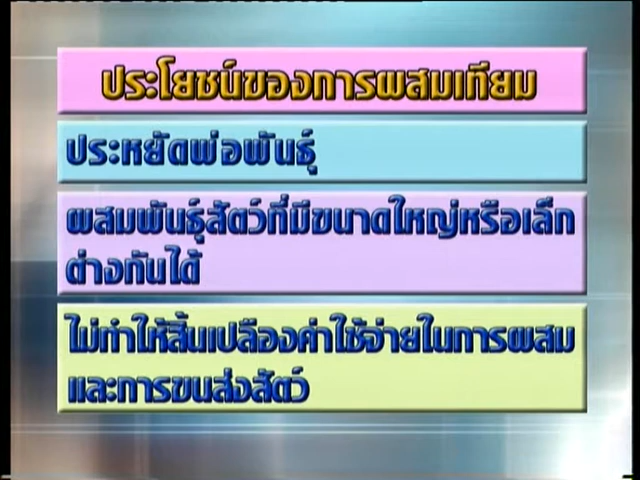 ประโยชน์ของการผสมเทียม
ประหยัดพ่อพันธุ์
ผสมพันธุ์สัตว์ที่มีขนาดใหญ่หรือเล็ก
ต่างกันได้
ไม่ทำให้สิ้นเปลืองค่าใช้จ่ายในการผสม
และการขนส่งสัตว์